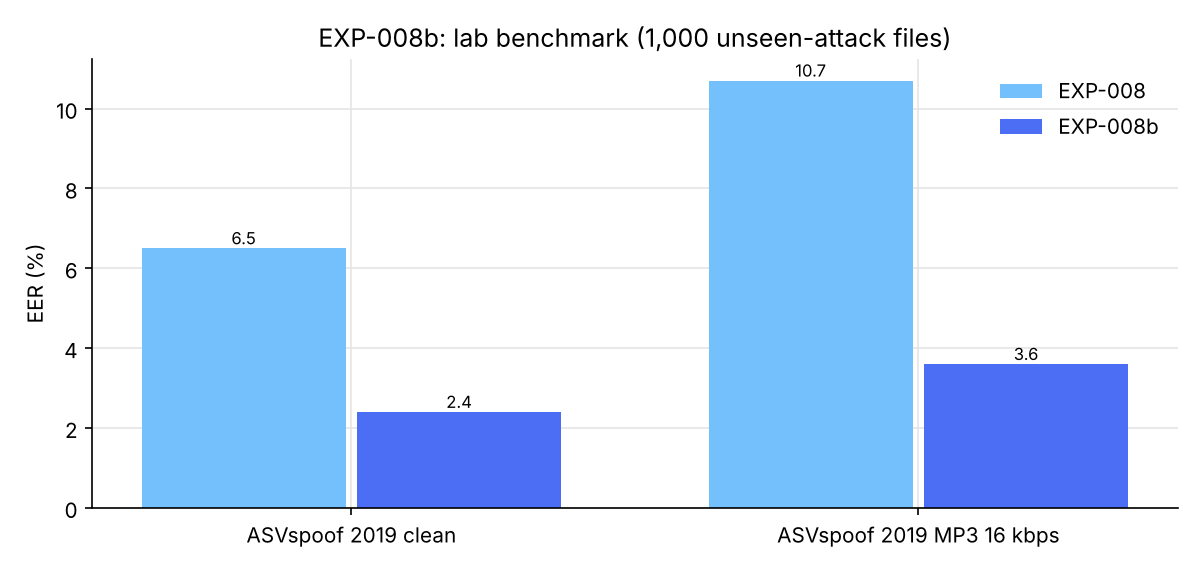 EXP-008b: lab benchmark (1,000 unseen-attack files)
EXP-008
EXP-008b
EER (%)
10
8
6
4
2
0
6.5
2.4
10.7
3.6
ASVspoof 2019 clean
ASVspoof 2019 MP3 16 kbps